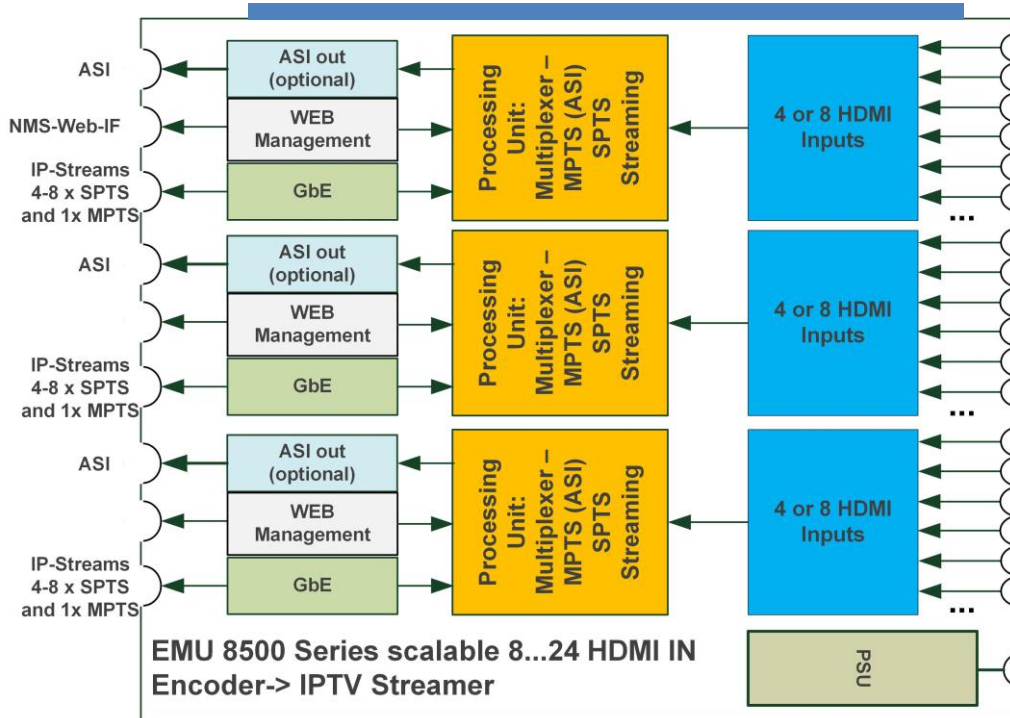 ASI
ASI out
(optional)
NMS-Web-IF
WEB
Management
IP-Streams
4-8 x SPTS
and 1x MPTS
GbE
Processing
Unit:
Multiplexer –
MPTS (ASI)
SPTS
Streaming
4 or 8 HDMI
Inputs
...
ASI
ASI out
(optional)
WEB
Management
IP-Streams
4-8 x SPTS
and 1x MPTS
GbE
Processing
Unit:
Multiplexer –
MPTS (ASI)
SPTS
Streaming
4 or 8 HDMI
Inputs
...
ASI
ASI out
(optional)
WEB
Management
IP-Streams
4-8 x SPTS
and 1x MPTS
GbE
Processing
Unit:
Multiplexer –
MPTS (ASI)
SPTS
Streaming
4 or 8 HDMI
Inputs
...
EMU 8500 Series scalable 8...24 HDMI IN
Encoder-> IPTV Streamer
PSU